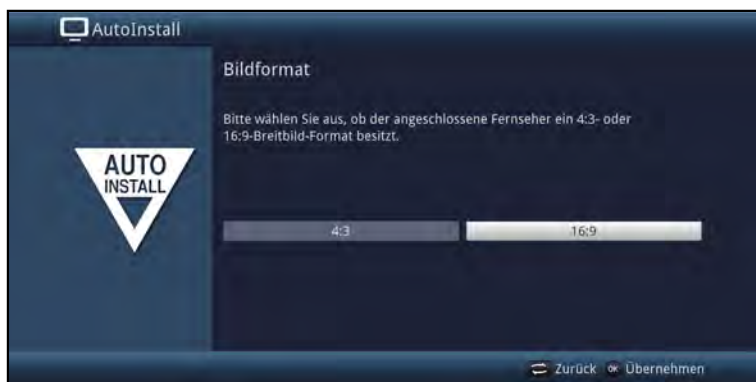 AutoInstall
Bildformat
Bitte wählen Sie aus, ob der angeschlossene Fernseher ein 4:3- oder
16:9-Breitbild-Format besitzt.
AUTO
INSTALL
4:3
16:9
Zurück OK Übernehmen